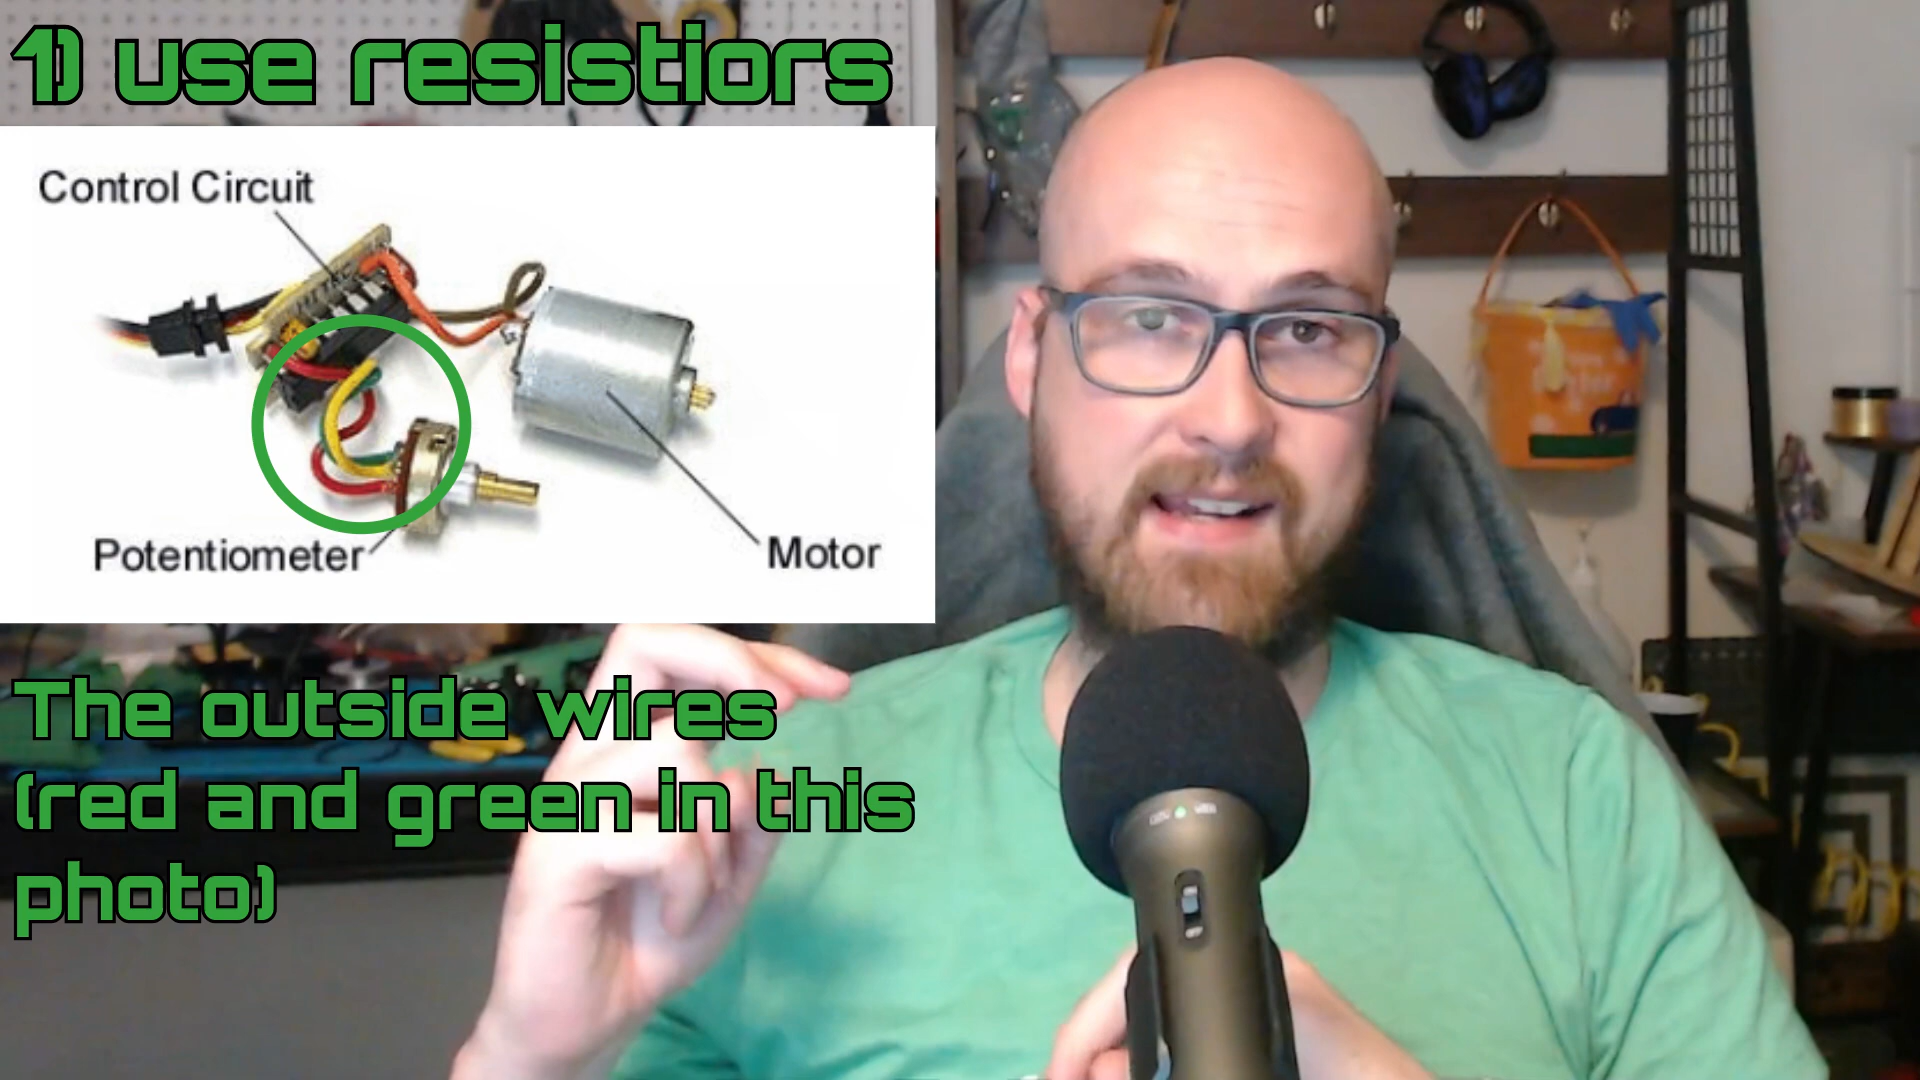 1) use resistiors
Control Circuit
Potentiometer
Motor
The outside wires
(red and green in this
photo)